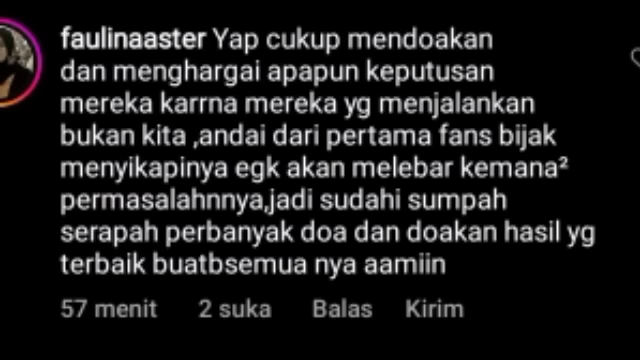 faulinaaster Yap cukup mendoakan
dan menghargai apapun keputusan
mereka karrna mereka yg menjalankan
bukan kita ,andai dari pertama fans bijak
menyikapinya egk akan melebar kemana²
permasalahnnya,jadi sudahi sumpah
serapah perbanyak doa dan doakan hasil yg
terbaik buatbsemua nya aamiin
57 menit 2 suka Balas Kirim